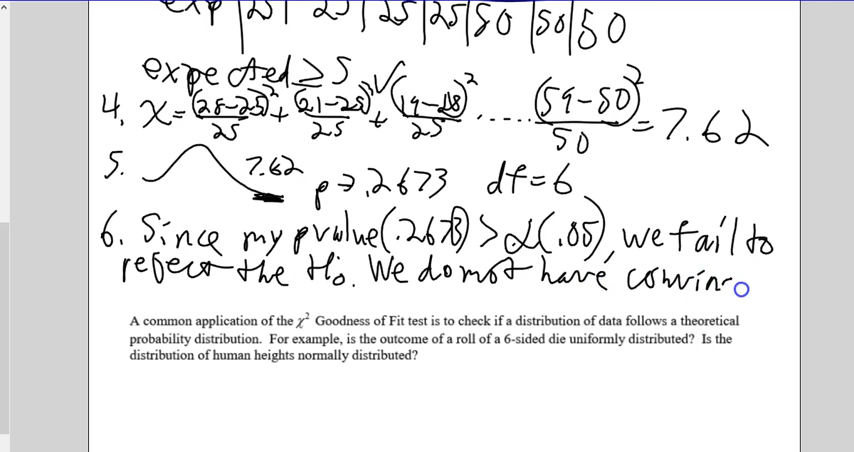 exp | 25 | 25 | 25 | 25 | 50 | 50 | 50
expected ≥ 5 ✓
4. X = (28-25)²/25 + (21-25)²/25 + (19-25)²/25 ..... (59-50)²/50 = 7.62
5. 7.62 p → .2673 df = 6
6. Since my pvalue (.2673) > α (.05), we fail to
reject the Ho. We do not have convinc
A common application of the χ² Goodness of Fit test is to check if a distribution of data follows a theoretical
probability distribution. For example, is the outcome of a roll of a 6-sided die uniformly distributed? Is the
distribution of human heights normally distributed?